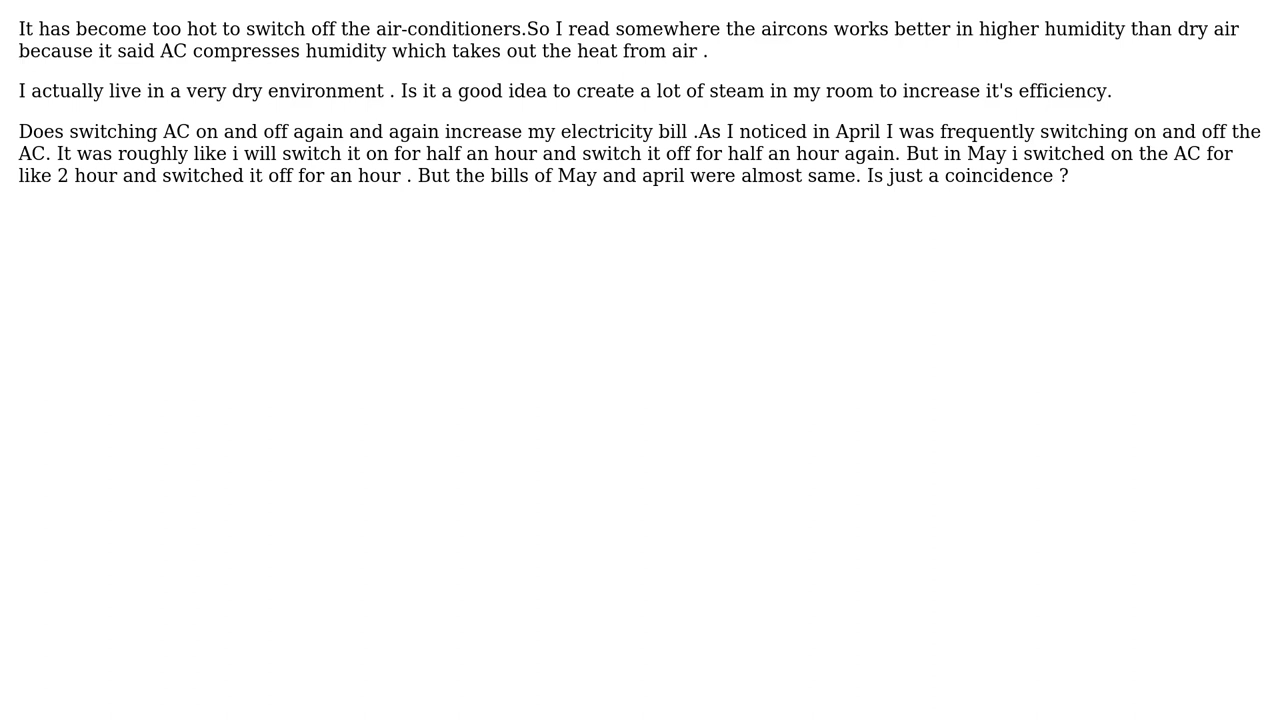 It has become too hot to switch off the air-conditioners.So I read somewhere the aircons works better in higher humidity than dry air
because it said AC compresses humidity which takes out the heat from air .
I actually live in a very dry environment . Is it a good idea to create a lot of steam in my room to increase it's efficiency.
Does switching AC on and off again and again increase my electricity bill .As I noticed in April I was frequently switching on and off the
AC. It was roughly like i will switch it on for half an hour and switch it off for half an hour again. But in May i switched on the AC for
like 2 hour and switched it off for an hour . But the bills of May and april were almost same. Is just a coincidence ?